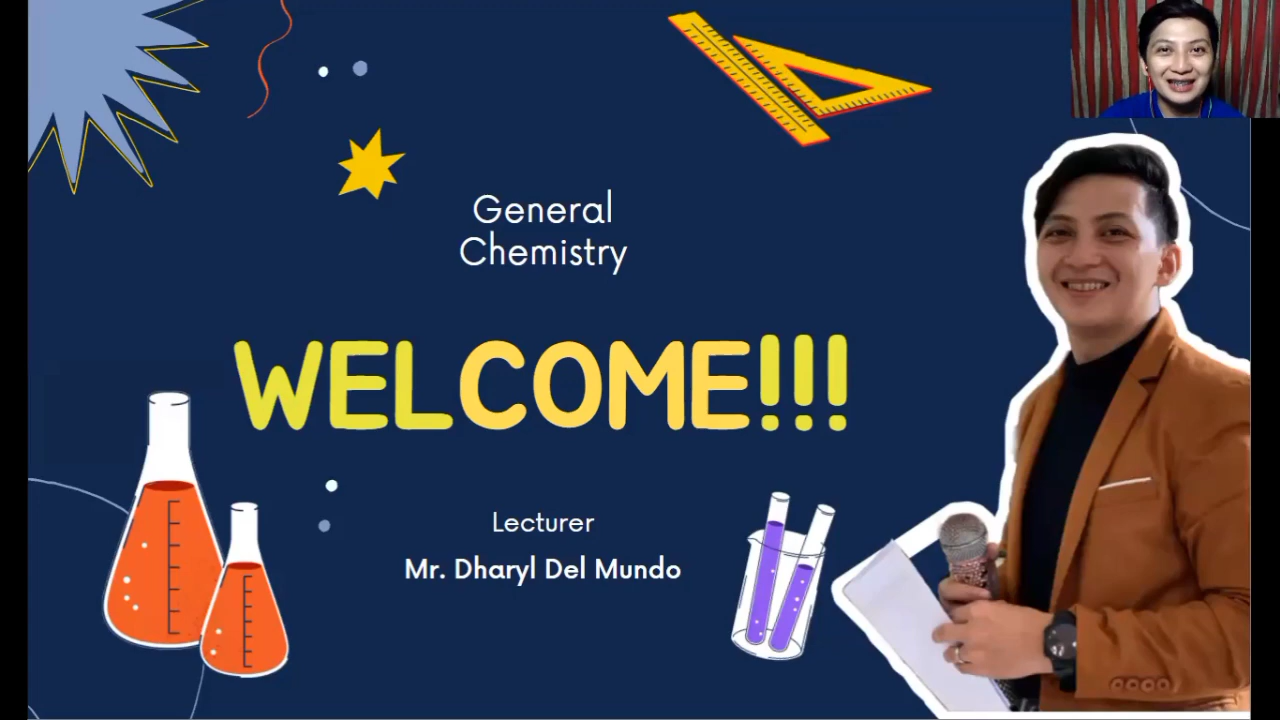 General
Chemistry
WELCOME!!!
Lecturer
Mr. Dharyl Del Mundo